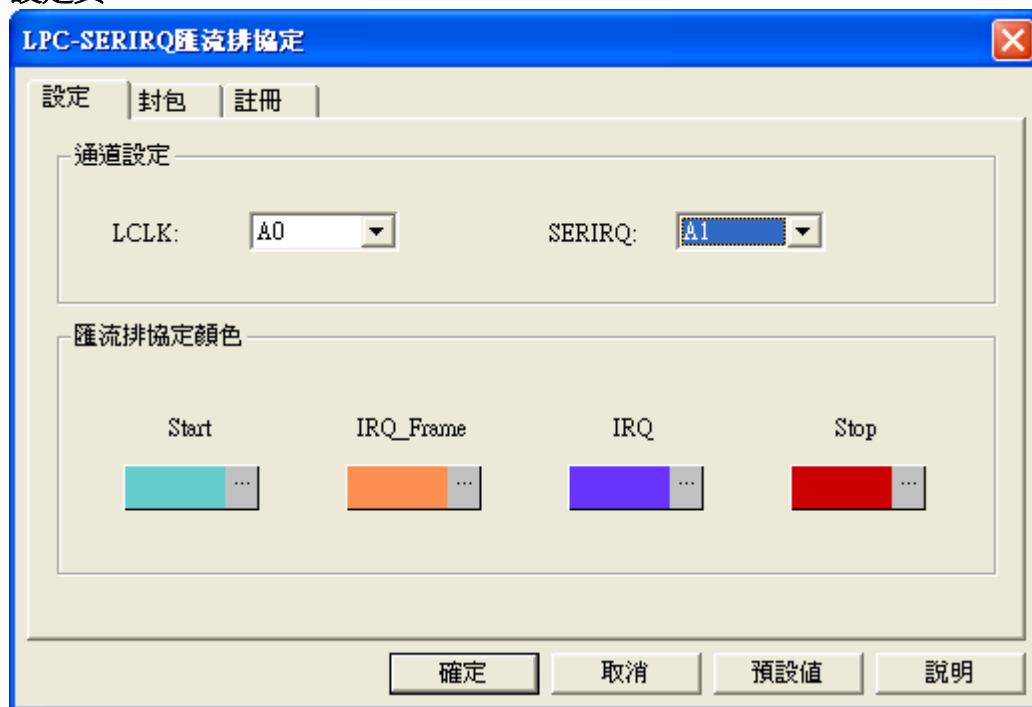 LPC-SERIRQ匯流排協定
設定 封包 註冊
通道設定
LCLK: A0 SERIRQ: A1
匯流排協定顏色
Start IRQ_Frame IRQ Stop
... ... ... ...
確定 取消 預設值 說明